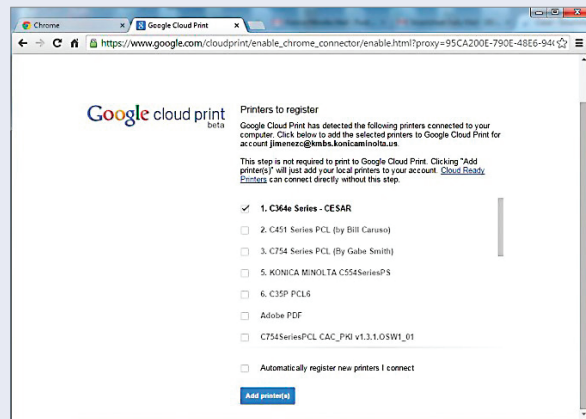 Chrome
Google Cloud Print
https://www.google.com/cloudprint/enable_chrome_connector/enable.html?proxy=95CA200E-790E-48E6-94
Google cloud print
beta
Printers to register
Google Cloud Print has detected the following printers connected to your
computer. Click below to add the selected printers to Google Cloud Print for
account jimenezc@kmbs.konicaminolta.us.
This step is not required to print to Google Cloud Print. Clicking "Add
printer(s)" will just add your local printers to your account. Cloud Ready
Printers can connect directly without this step.
1. C364e Series - CESAR
2. C451 Series PCL (by Bill Caruso)
3. C754 Series PCL (By Gabe Smith)
5. KONICA MINOLTA C554SeriesPS
6. C35P PCL6
Adobe PDF
C754SeriesPCL CAC_PKI v1.3.1.OSW1_01
Automatically register new printers I connect
Add printer(s)